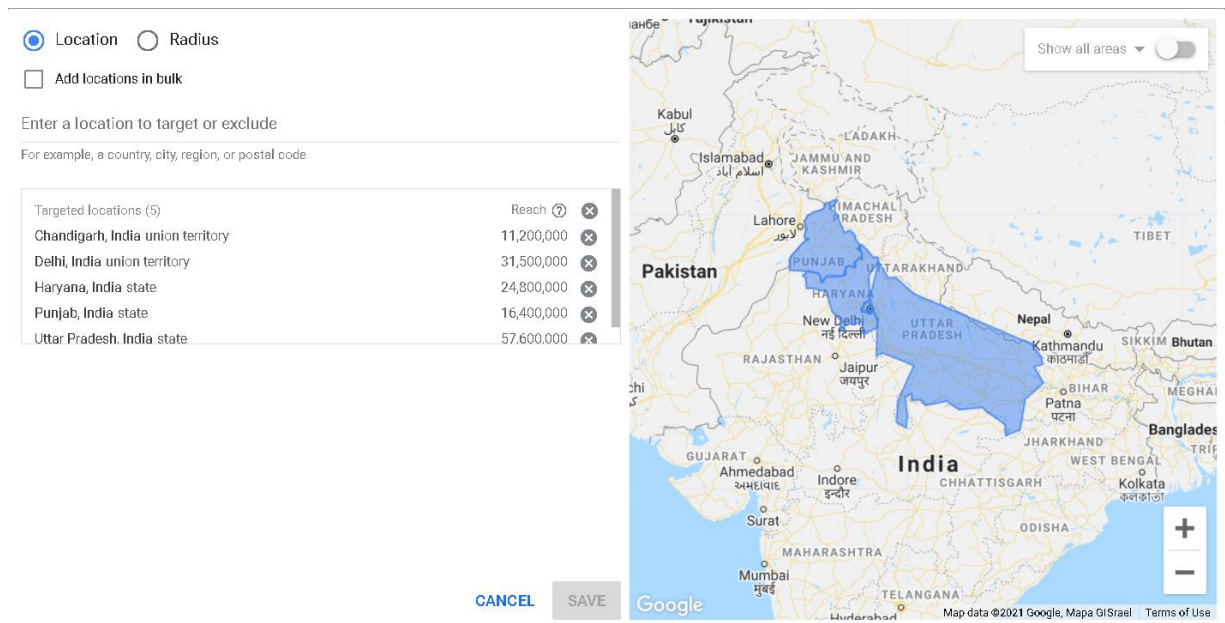 Location
Radius
Add locations in bulk
Enter a location to target or exclude
For example, a country, city, region, or postal code
Targeted locations (5) Reach
Chandigarh, India union territory 11,200,000
Delhi, India union territory 31,500,000
Haryana, India state 24,800,000
Punjab, India state 16,400,000
Uttar Pradesh, India state 57,600,000
CANCEL
SAVE
Show all areas
Kabul
کابل
LADAKH
Islamabad
اسلام آباد
JAMMU AND
KASHMIR
HIMACHAL
PRADESH
Lahore
لاہور
TIBET
PUNJAB
Pakistan
UTTARAKHAND
HARYANA
New Delhi
नई दिल्ली
UTTAR
PRADESH
Nepal
Kathmandu
काठमाडौँ
SIKKIM
Bhutan
RAJASTHAN
Jaipur
जयपुर
BIHAR
MEGHAL
Patna
पटना
Banglades
JHARKHAND
TRIP
WEST BENGAL
GUJARAT
Ahmedabad
India
Indore
इन्दौर
CHHATTISGARH
Kolkata
কলকাতা
Surat
ODISHA
MAHARASHTRA
Mumbai
मुंबई
TELANGANA
Hyderabad
Google
Map data ©2021 Google, Mapa GISrael
Terms of Use